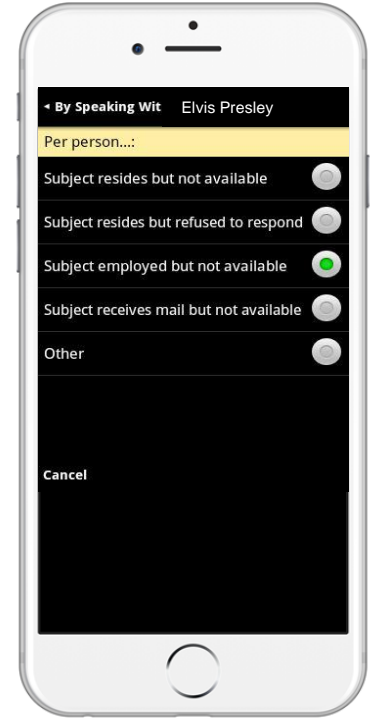 ◂ By Speaking Wit Elvis Presley
Per person...:
Subject resides but not available
Subject resides but refused to respond
Subject employed but not available
Subject receives mail but not available
Other
Cancel